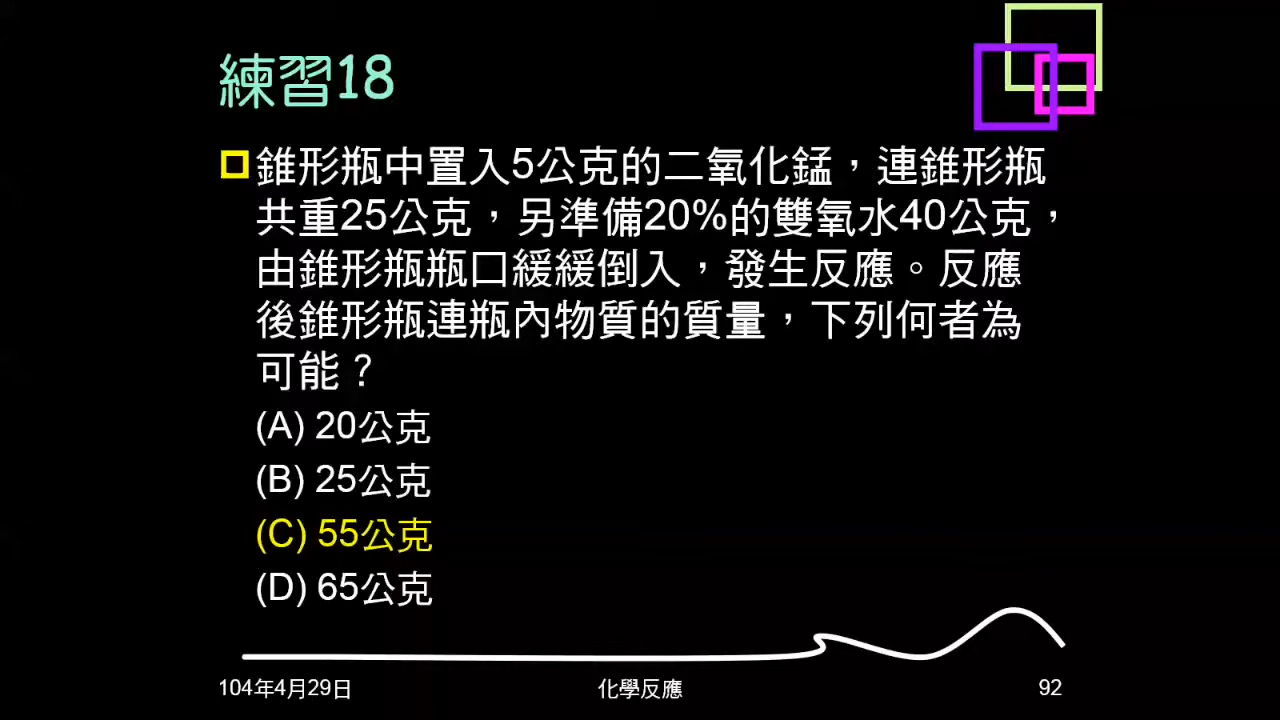 練習18
錐形瓶中置入5公克的二氧化錳，連錐形瓶
共重25公克，另準備20%的雙氧水40公克，
由錐形瓶瓶口緩緩倒入，發生反應。反應
後錐形瓶連瓶內物質的質量，下列何者為
可能？
(A) 20公克
(B) 25公克
(C) 55公克
(D) 65公克
104年4月29日
化學反應
92